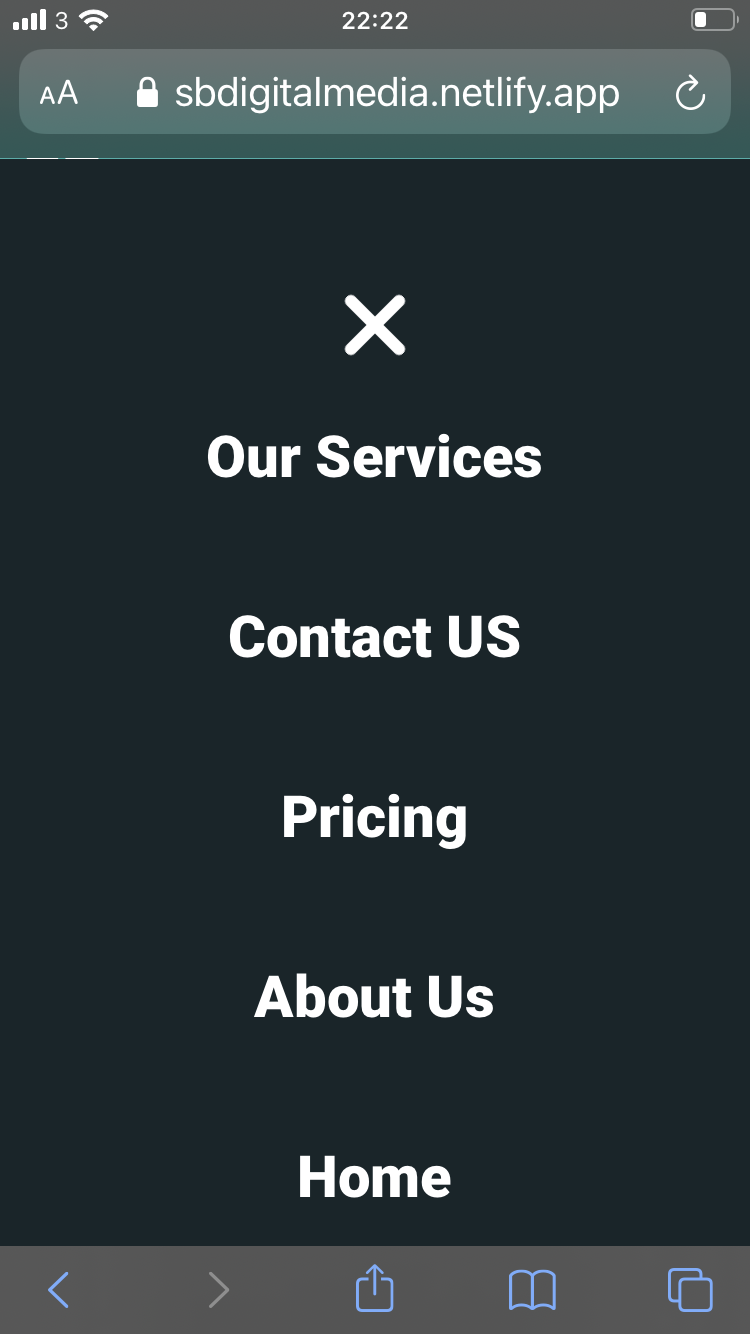 3 22:22
AA sbdigitalmedia.netlify.app
Our Services
Contact US
Pricing
About Us
Home